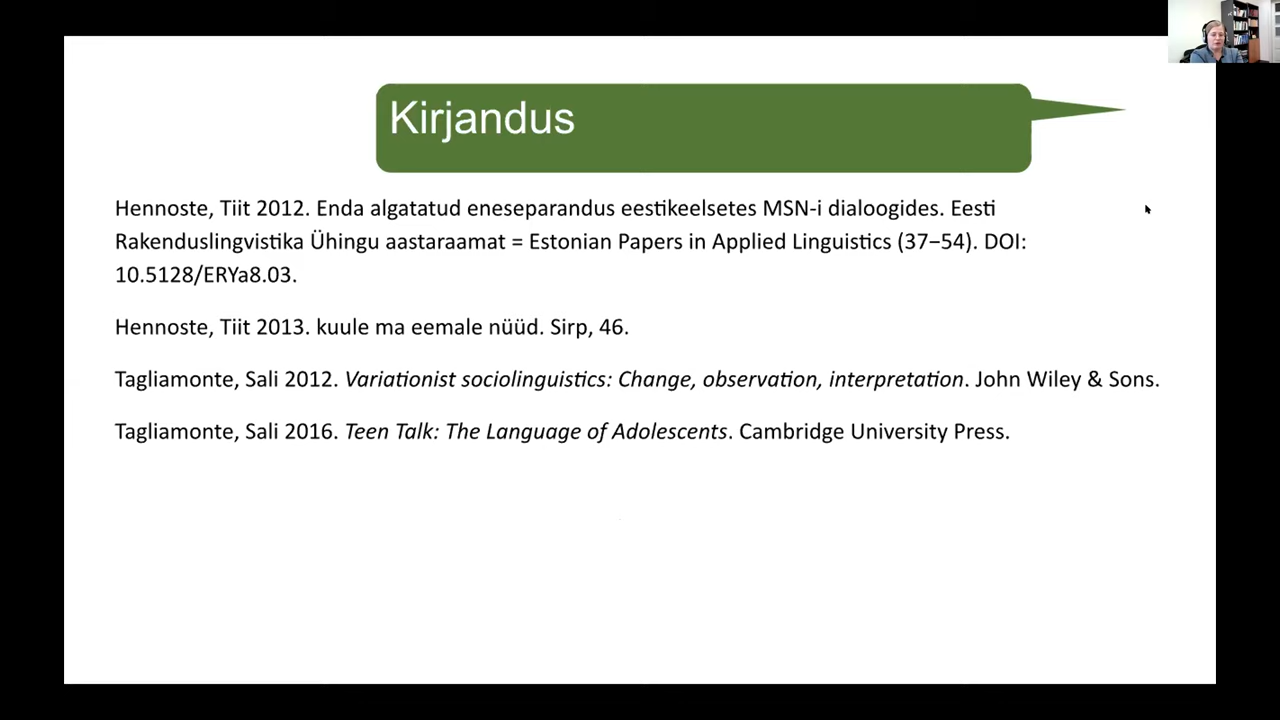 Kirjandus
Hennoste, Tiit 2012. Enda algatatud eneseparandus eestikeelsetes MSN-i dialoogides. Eesti
Rakenduslingvistika Ühingu aastaraamat = Estonian Papers in Applied Linguistics (37−54). DOI:
10.5128/ERYa8.03.
Hennoste, Tiit 2013. kuule ma eemale nüüd. Sirp, 46.
Tagliamonte, Sali 2012. Variationist sociolinguistics: Change, observation, interpretation. John Wiley & Sons.
Tagliamonte, Sali 2016. Teen Talk: The Language of Adolescents. Cambridge University Press.